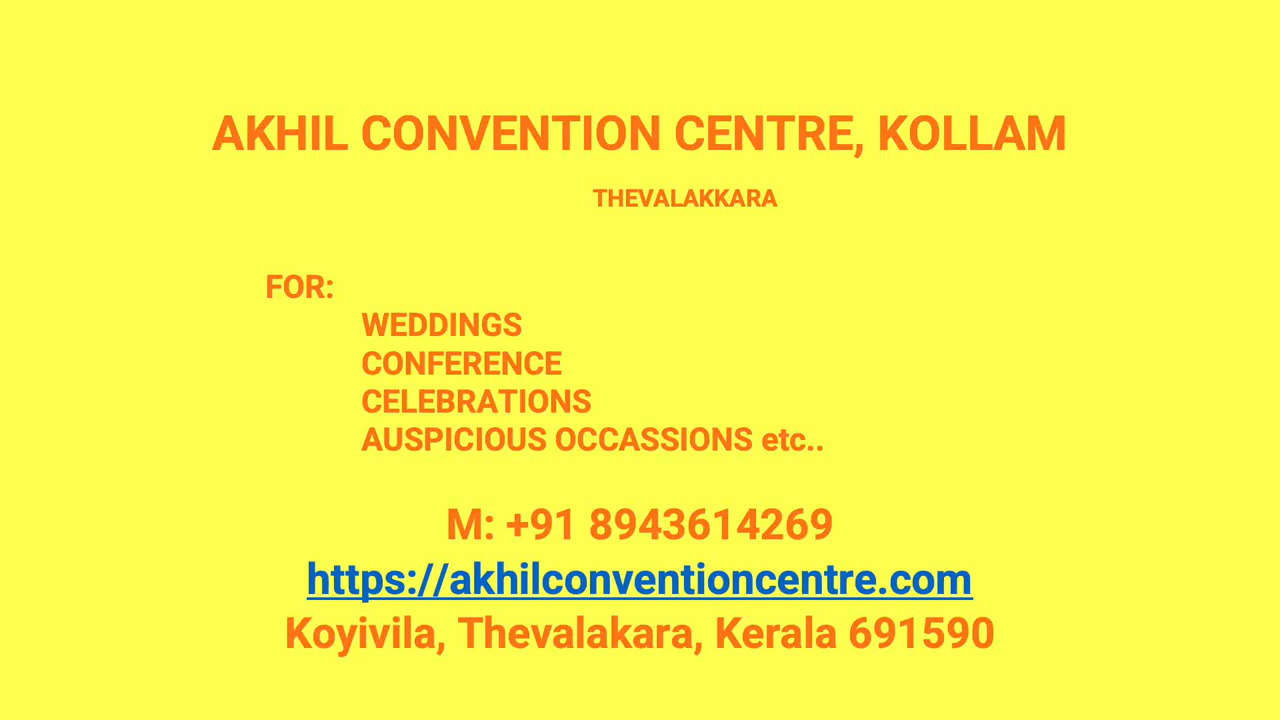 AKHIL CONVENTION CENTRE, KOLLAM
THEVALAKKARA
FOR:
WEDDINGS
CONFERENCE
CELEBRATIONS
AUSPICIOUS OCCASSIONS etc..
M: +91 8943614269
https://akhilconventioncentre.com
Koyivila, Thevalakara, Kerala 691590